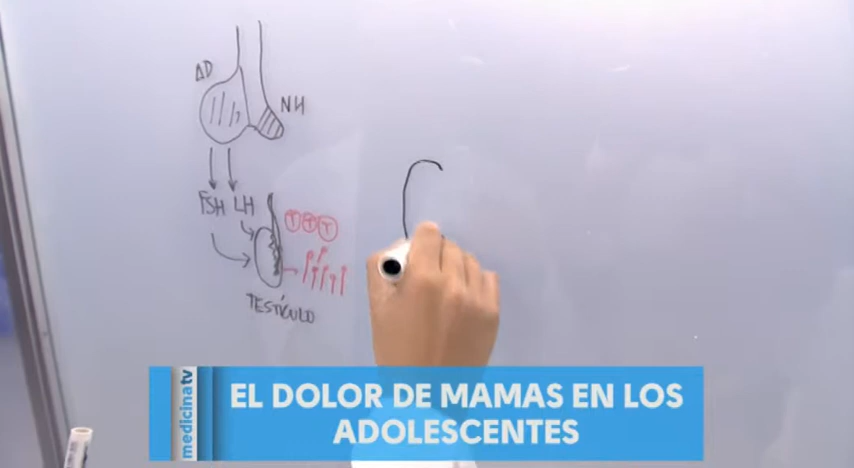 AD
NH
FSH LH
T T T
TESTÍCULO
medicinatv
EL DOLOR DE MAMAS EN LOS
ADOLESCENTES